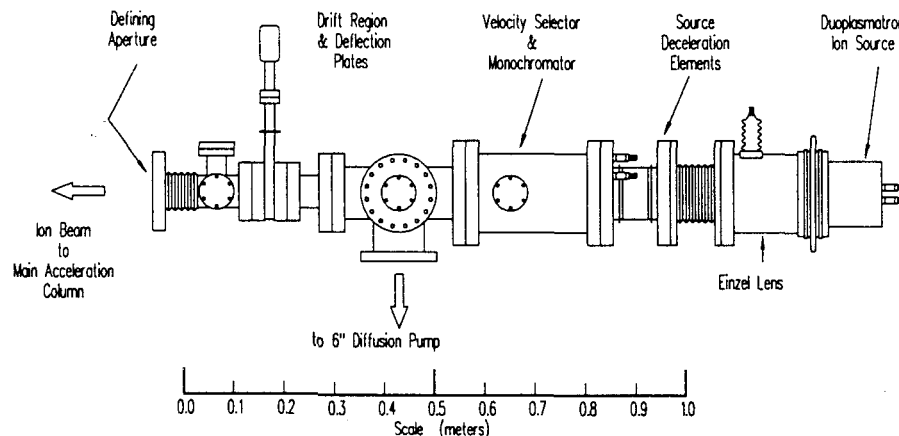 Defining
Aperture
Drift Region
& Deflection
Plates
Velocity Selector
&
Monochromator
Source
Deceleration
Elements
Duoplasmatro
Ion Source
Ion Beam
to
Main Acceleration
Column
Einzel Lens
to 6" Diffusion Pump
0.0 0.1 0.2 0.3 0.4 0.5 0.6 0.7 0.8 0.9 1.0
Scale (meters)